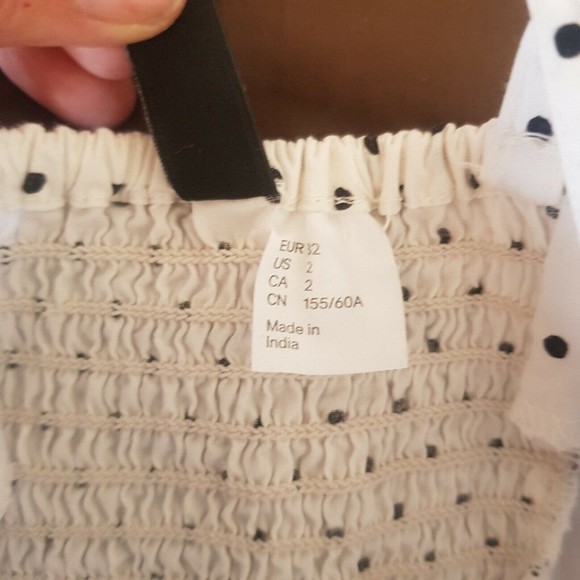 EUR 32
US 2
CA 2
CN 155/60A
Made in
India